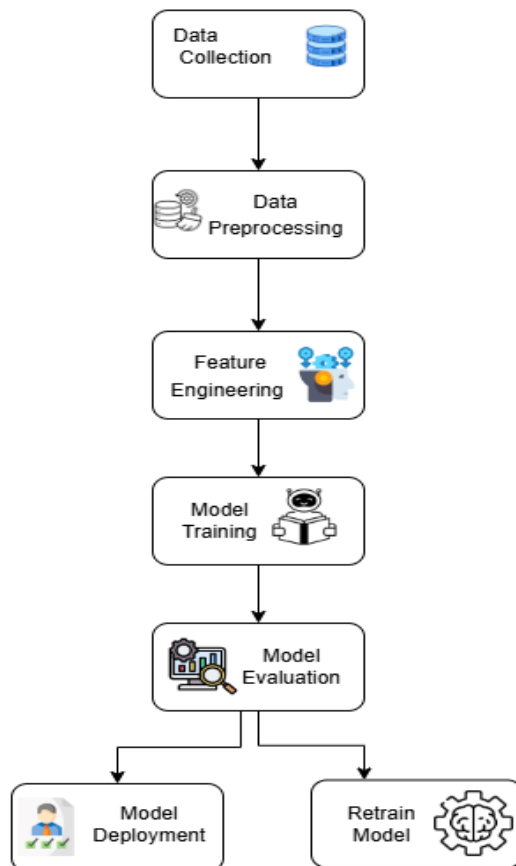 Data
Collection
Data
Preprocessing
Feature
Engineering
Model
Training
Model
Evaluation
Model
Deployment
Retrain
Model